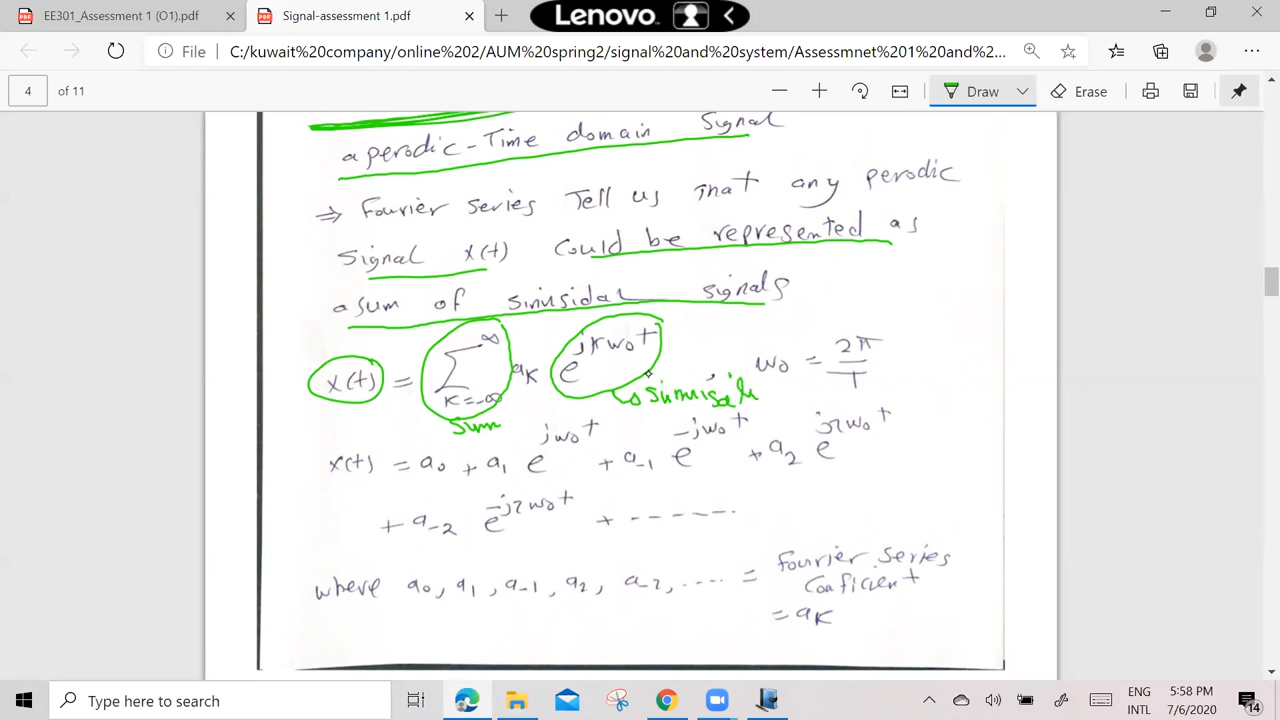 EE301_Assessment 1 (O1).pdf
Signal-assessment 1.pdf
Lenovo
File
C:/kuwait%20company/online%202/AUM%20spring2/signal%20and%20system/Assessmnet%201%20and%2...
4 of 11
Draw
Erase
a perodic-Time domain Signal
⇒ Fourier series Tell us That any perodic
Signal x(t) Could be represented as
a sum of sinusidal signals
x(t) = ∑_{K=-∞}^{∞} a_K e^{jKw₀t} , w₀ = 2π/T
sum
x(t) = a₀ + a₁ e^{jw₀t} + a₋₁ e^{-jw₀t} + a₂ e^{j2w₀t}
+ a₋₂ e^{-j2w₀t} + -------
where a₀, a₁, a₋₁, a₂, a₋₂, .... = Fourier Series
Coaficient
= a_K
Type here to search
ENG
INTL
5:58 PM
7/6/2020
14